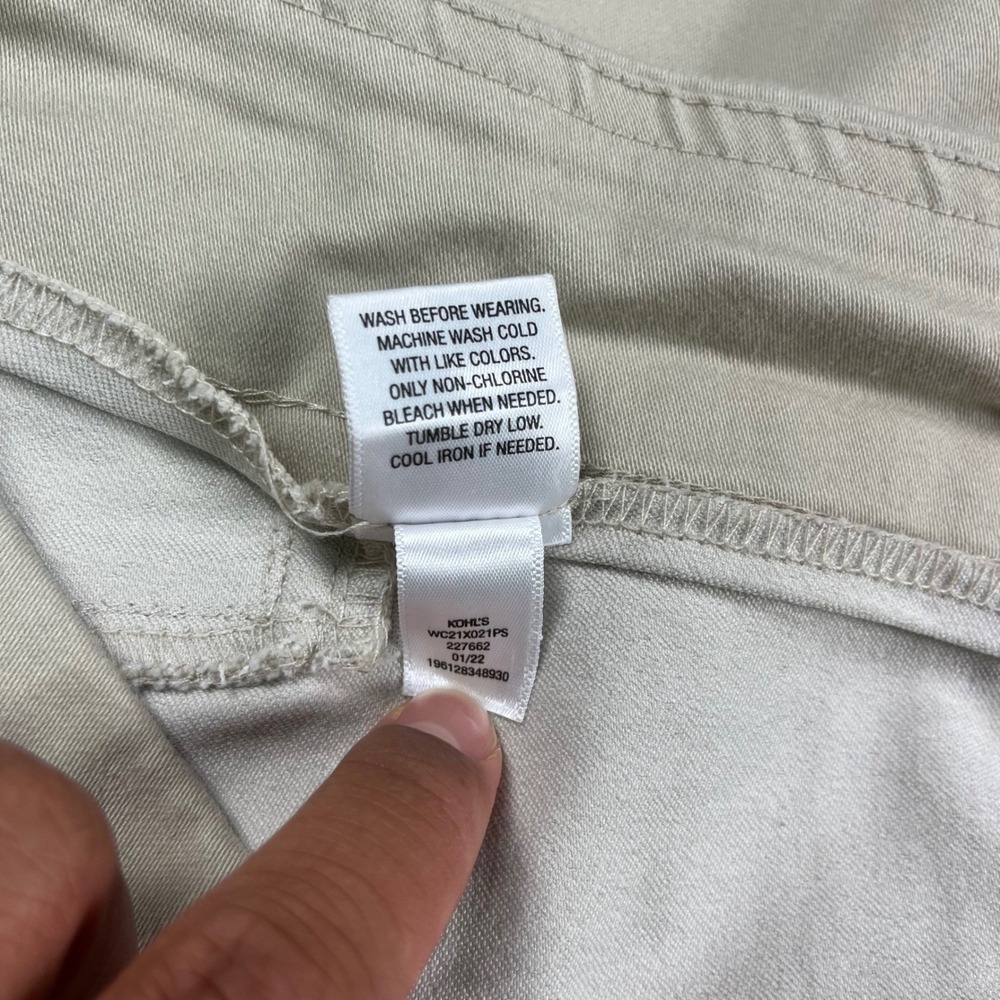 WASH BEFORE WEARING.
MACHINE WASH COLD
WITH LIKE COLORS.
ONLY NON-CHLORINE
BLEACH WHEN NEEDED.
TUMBLE DRY LOW.
COOL IRON IF NEEDED.
KOHL'S
WC21X021PS
227662
01/22
196128348930